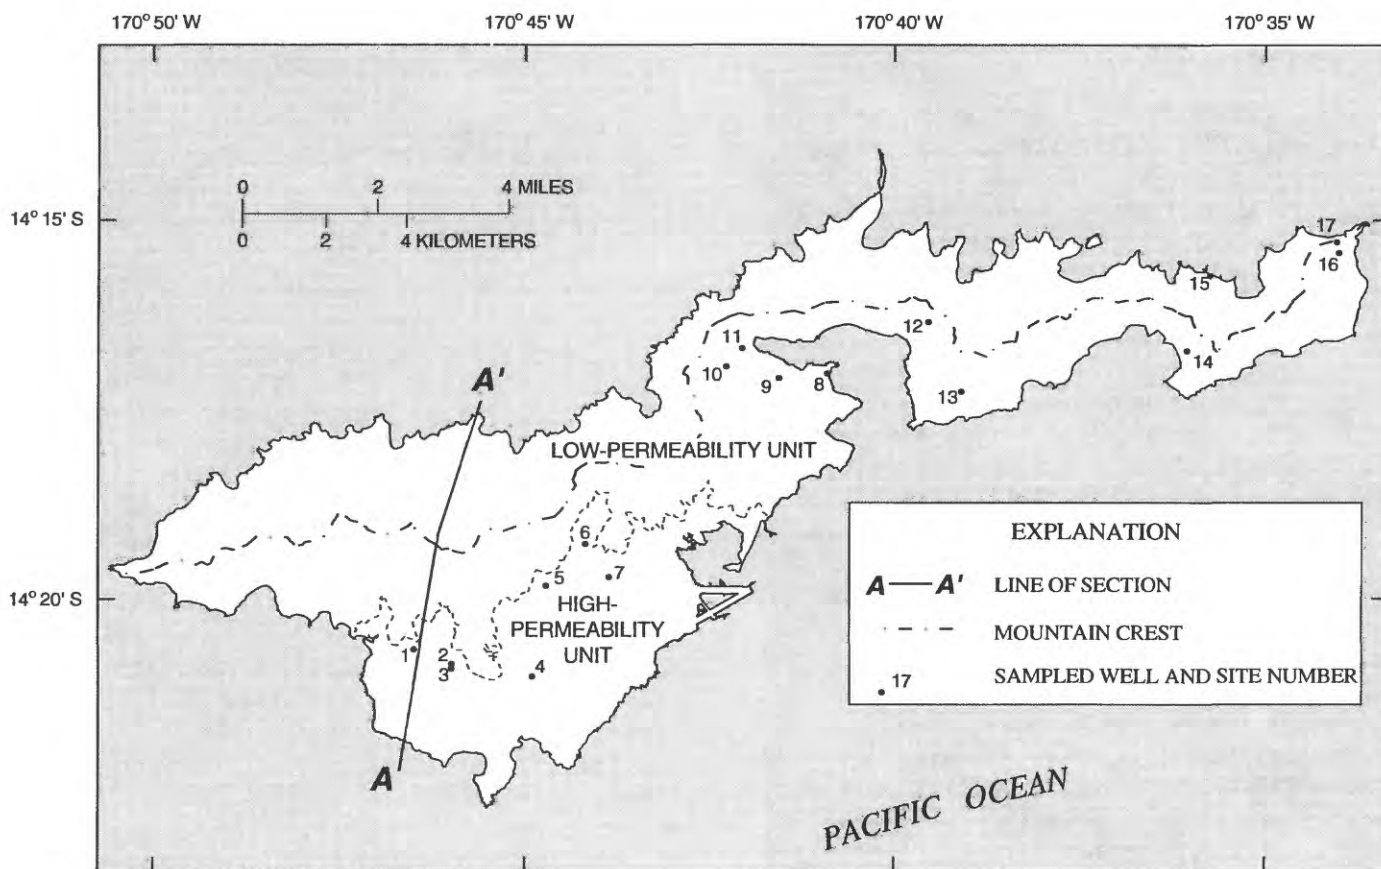 170° 50' W 170° 45' W 170° 40' W 170° 35' W
0 2 4 MILES
14° 15' S
0 2 4 KILOMETERS
17
16
15
12
11
14
10
9
8
13
A'
LOW-PERMEABILITY UNIT
EXPLANATION
6
A A' LINE OF SECTION
5
7
14° 20' S
HIGH-
PERMEABILITY
UNIT
MOUNTAIN CREST
1
2
3
4
17 SAMPLED WELL AND SITE NUMBER
A
PACIFIC OCEAN